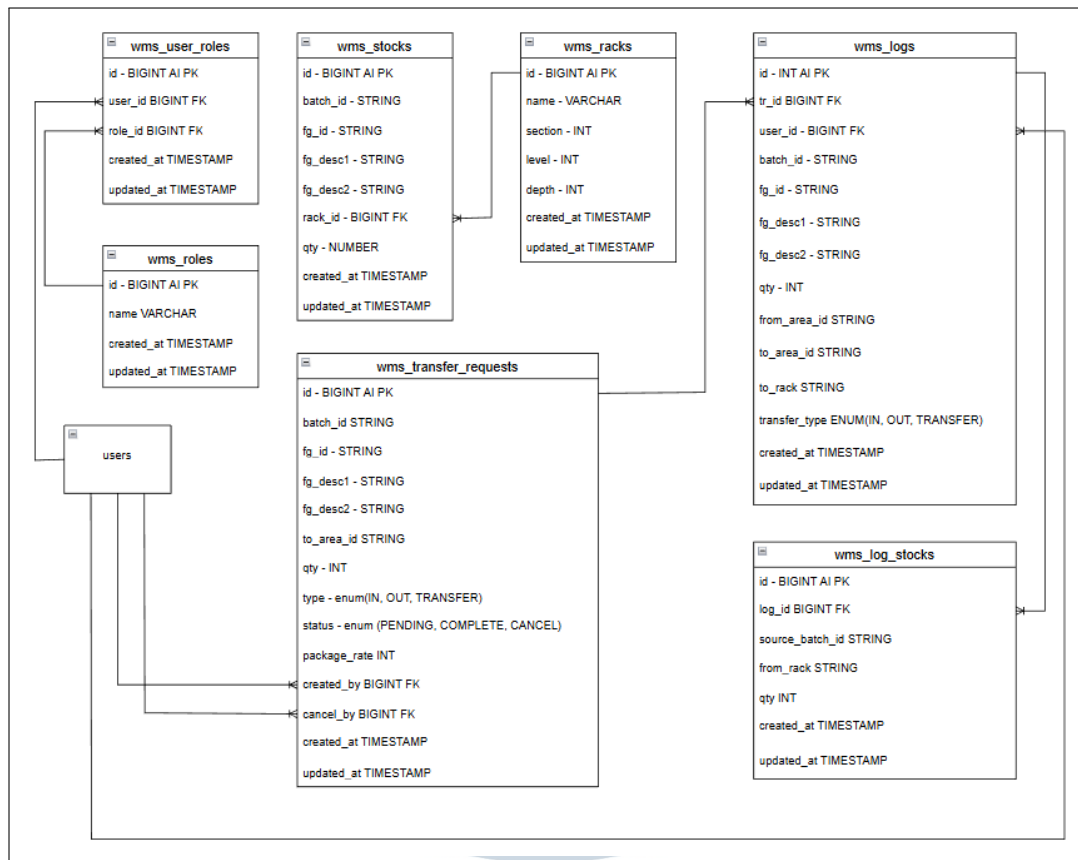 wms_user_roles
id - BIGINT AI PK
user_id BIGINT FK
role_id BIGINT FK
created_at TIMESTAMP
updated_at TIMESTAMP
wms_stocks
id - BIGINT AI PK
batch_id - STRING
fg_id - STRING
fg_desc1 - STRING
fg_desc2 - STRING
rack_id - BIGINT FK
qty - NUMBER
created_at TIMESTAMP
updated_at TIMESTAMP
wms_racks
id - BIGINT AI PK
name - VARCHAR
section - INT
level - INT
depth - INT
created_at TIMESTAMP
updated_at TIMESTAMP
wms_logs
id - INT AI PK
tr_id BIGINT FK
user_id - BIGINT FK
batch_id - STRING
fg_id - STRING
fg_desc1 - STRING
fg_desc2 - STRING
qty - INT
from_area_id STRING
to_area_id STRING
to_rack STRING
transfer_type ENUM(IN, OUT, TRANSFER)
created_at TIMESTAMP
updated_at TIMESTAMP
wms_roles
id - BIGINT AI PK
name VARCHAR
created_at TIMESTAMP
updated_at TIMESTAMP
wms_transfer_requests
id - BIGINT AI PK
batch_id STRING
fg_id - STRING
fg_desc1 - STRING
fg_desc2 - STRING
to_area_id STRING
qty - INT
type - enum(IN, OUT, TRANSFER)
status - enum (PENDING, COMPLETE, CANCEL)
package_rate INT
created_by BIGINT FK
cancel_by BIGINT FK
created_at TIMESTAMP
updated_at TIMESTAMP
users
wms_log_stocks
id - BIGINT AI PK
log_id BIGINT FK
source_batch_id STRING
from_rack STRING
qty INT
created_at TIMESTAMP
updated_at TIMESTAMP